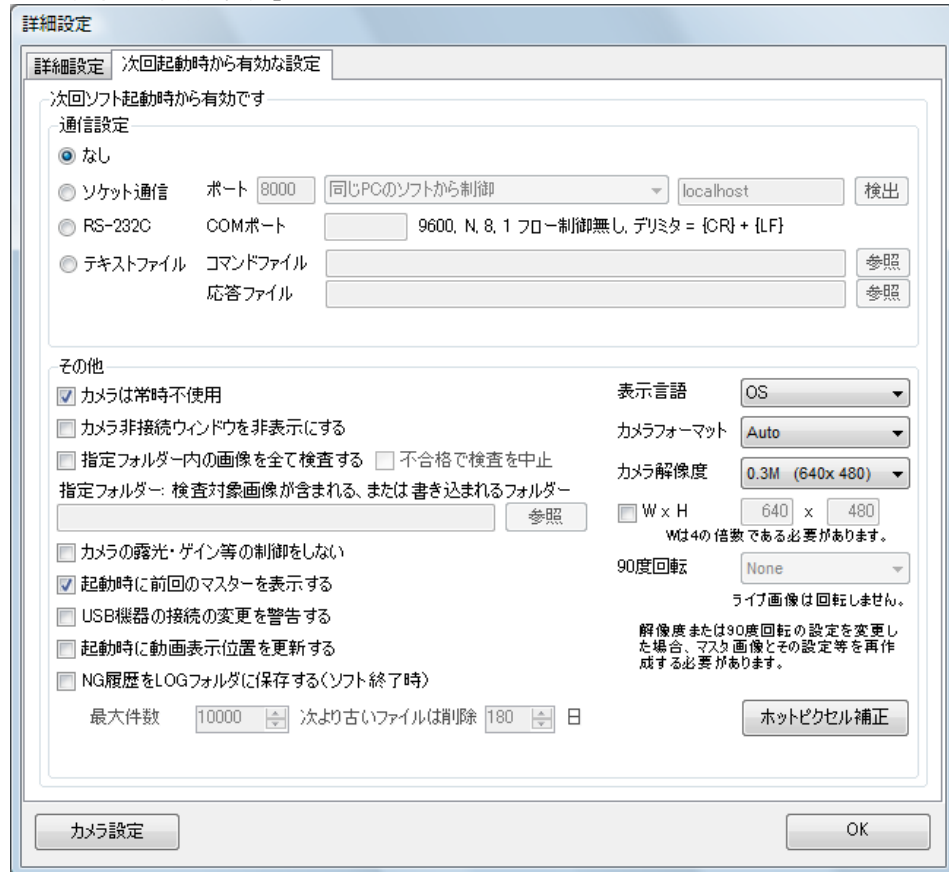 詳細設定
詳細設定 次回起動時から有効な設定
次回ソフト起動時から有効です
通信設定
なし
ソケット通信 ポート 8000 同じPCのソフトから制御 localhost 検出
RS-232C COMポート 9600, N, 8, 1 フロー制御無し, デリミタ = {CR} + {LF}
テキストファイル コマンドファイル 参照
応答ファイル 参照
その他
カメラは常時不使用 表示言語 OS
カメラ非接続ウィンドウを非表示にする カメラフォーマット Auto
指定フォルダー内の画像を全て検査する 不合格で検査を中止 カメラ解像度 0.3M (640x 480)
指定フォルダー: 検査対象画像が含まれる、または書き込まれるフォルダー
参照 W x H 640 x 480
Wは4の倍数である必要があります。
カメラの露光・ゲイン等の制御をしない
起動時に前回のマスターを表示する 90度回転 None
ライブ画像は回転しません。
USB機器の接続の変更を警告する
起動時に動画表示位置を更新する
解像度または90度回転の設定を変更し
た場合、マスタ画像とその設定等を再作
成する必要があります。
NG履歴をLOGフォルダに保存する(ソフト終了時)
最大件数 10000 次より古いファイルは削除 180 日 ホットピクセル補正
カメラ設定 OK